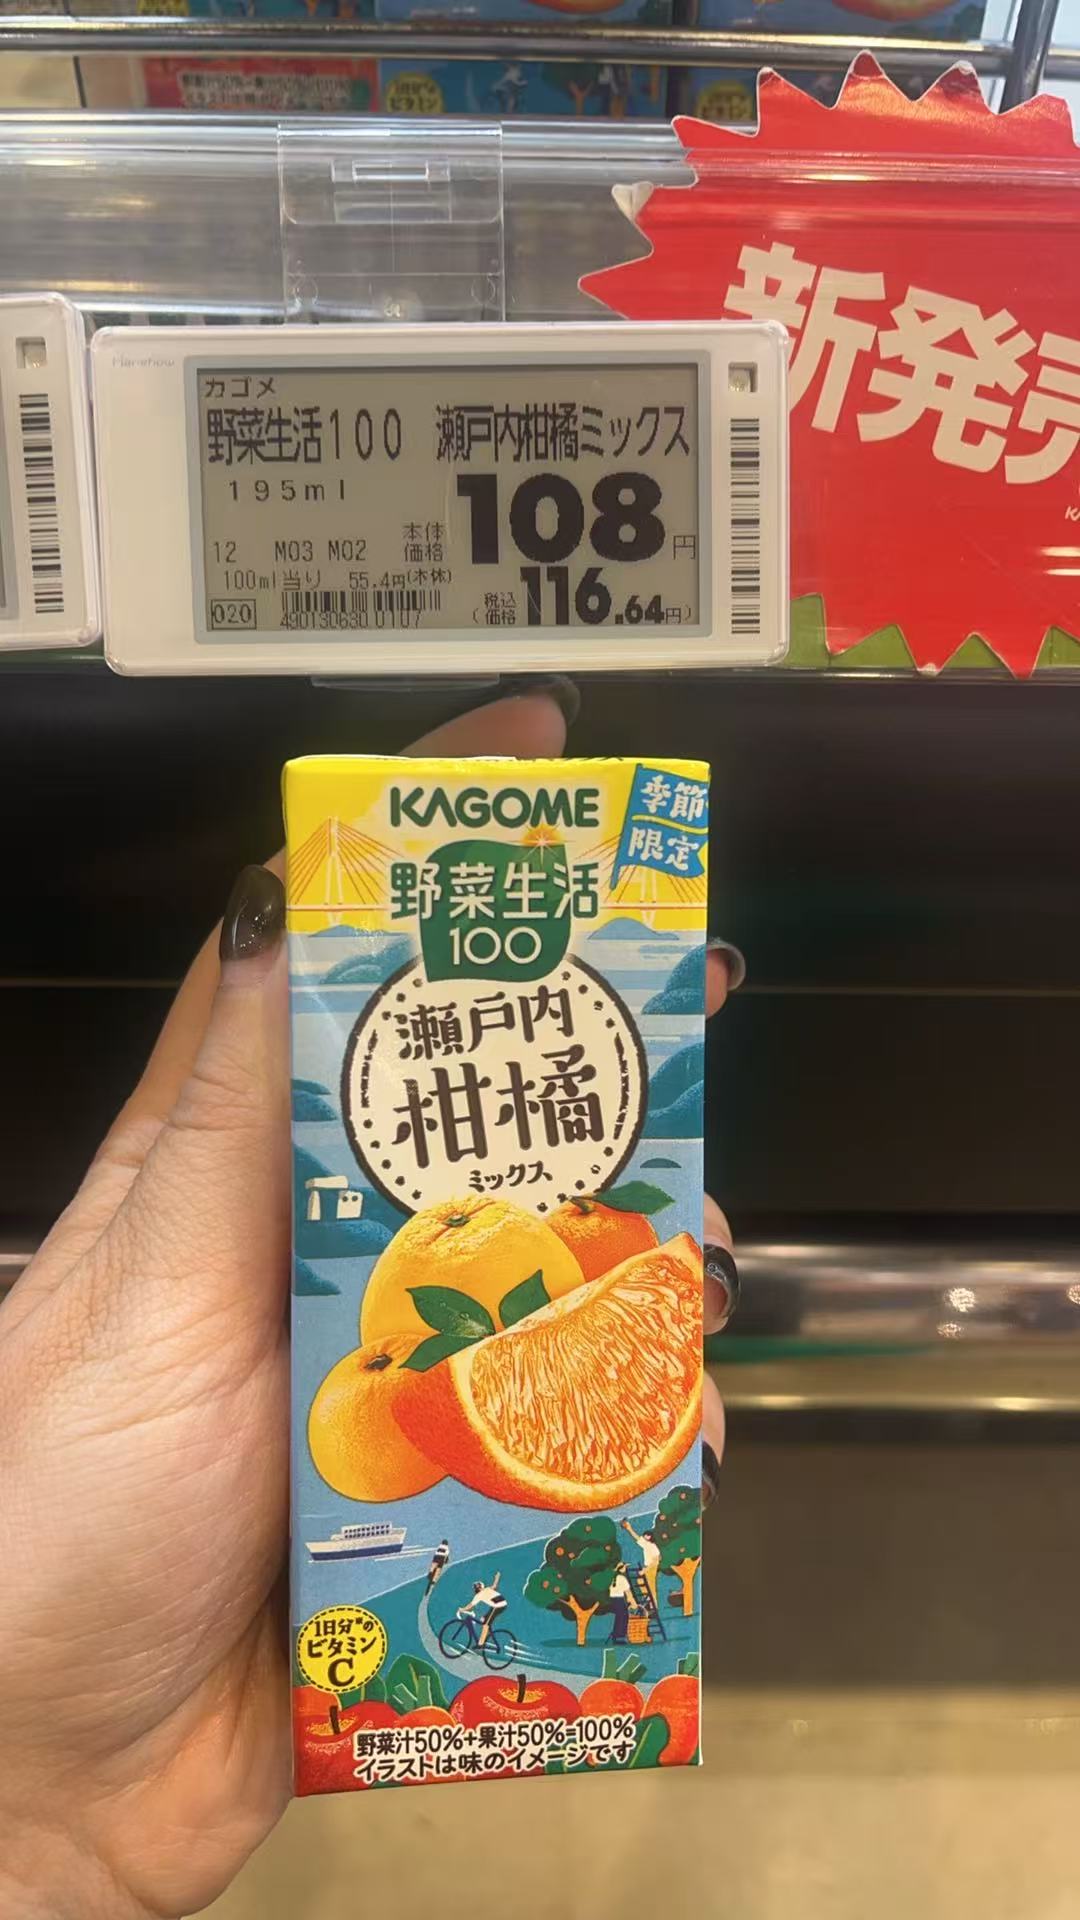 新発売
カゴメ
野菜生活100 瀬戸内柑橘ミックス
195ml
108円
12 M03 M02
本体
価格
100ml当り 55.4円(本体)
(税込
価格 116.64円)
020
KAGOME
季節
限定
野菜生活
100
瀬戸内
柑橘
ミックス
1日分※の
ビタミン
C
野菜汁50%+果汁50%=100%
イラストは味のイメージです